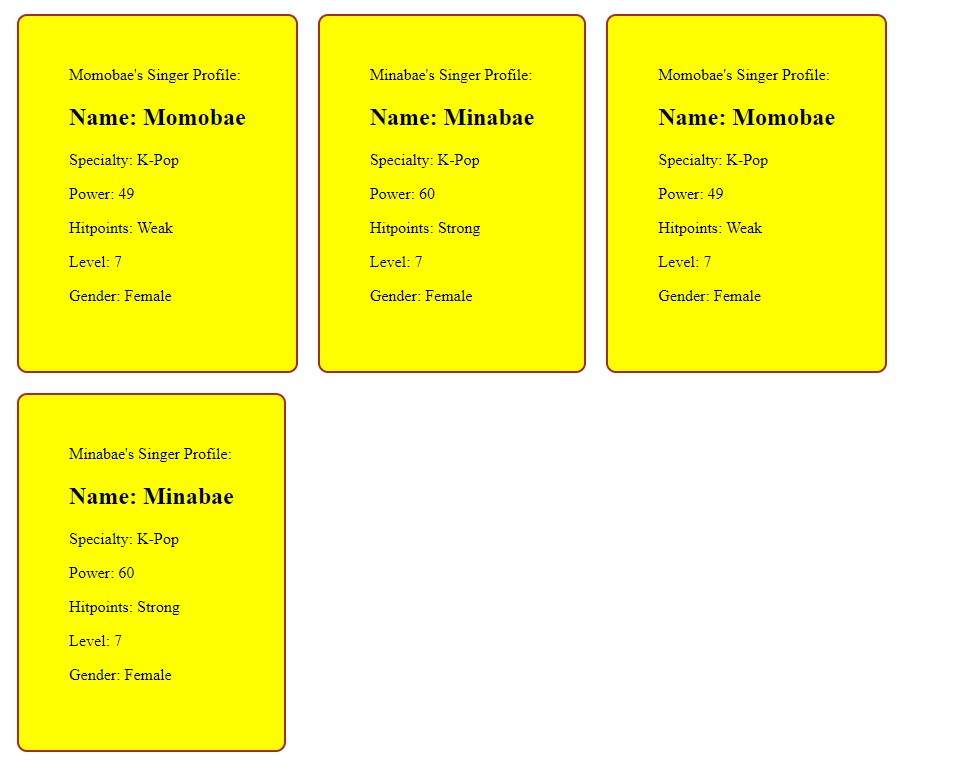 Momobae's Singer Profile:
Name: Momobae
Specialty: K-Pop
Power: 49
Hitpoints: Weak
Level: 7
Gender: Female
Minabae's Singer Profile:
Name: Minabae
Specialty: K-Pop
Power: 60
Hitpoints: Strong
Level: 7
Gender: Female
Momobae's Singer Profile:
Name: Momobae
Specialty: K-Pop
Power: 49
Hitpoints: Weak
Level: 7
Gender: Female
Minabae's Singer Profile:
Name: Minabae
Specialty: K-Pop
Power: 60
Hitpoints: Strong
Level: 7
Gender: Female